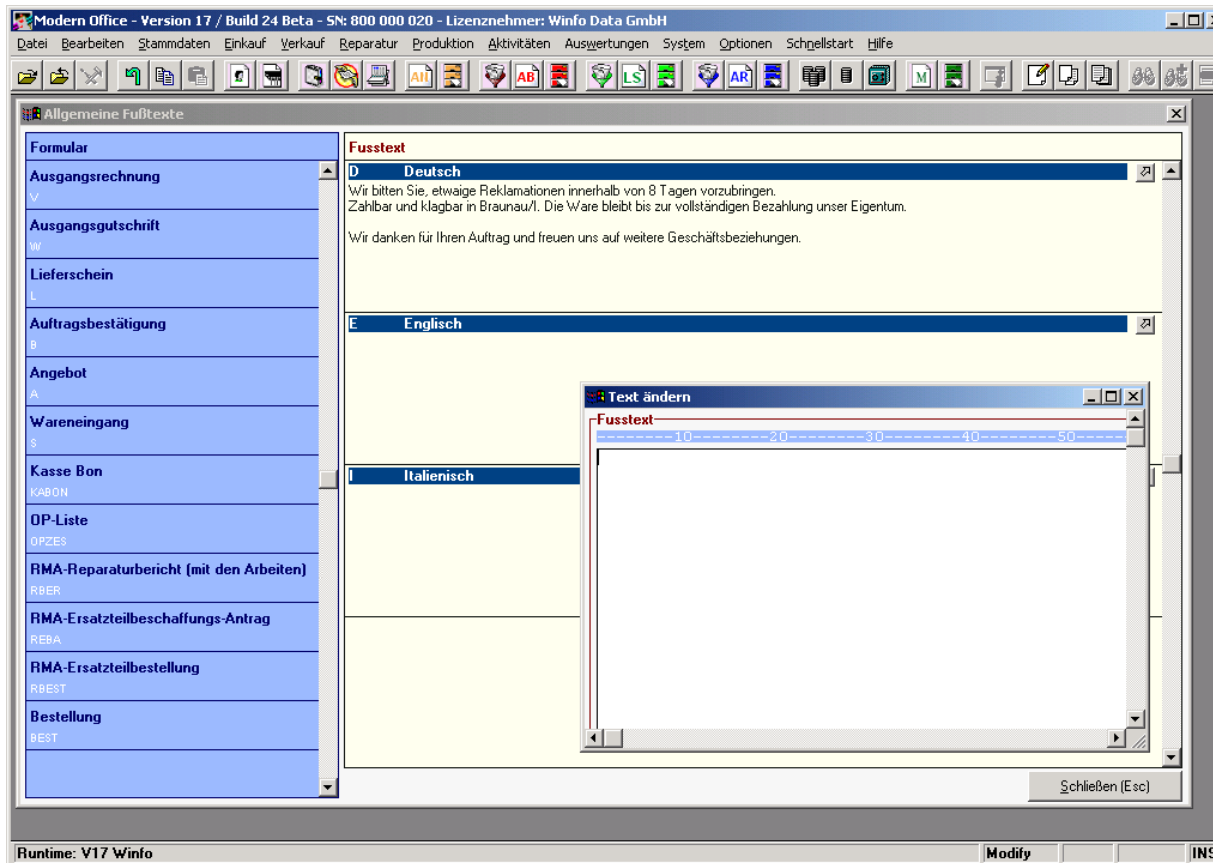 Modern Office - Version 17 / Build 24 Beta - SN: 800 000 020 - Lizenznehmer: Winfo Data GmbH
Datei Bearbeiten Stammdaten Einkauf Verkauf Reparatur Produktion Aktivitäten Auswertungen System Optionen Schnellstart Hilfe
AB LS AR M
Allgemeine Fußtexte
Formular
Ausgangsrechnung
V
Ausgangsgutschrift
W
Lieferschein
L
Auftragsbestätigung
B
Angebot
A
Wareneingang
S
Kasse Bon
KABON
OP-Liste
OPZES
RMA-Reparaturbericht (mit den Arbeiten)
RBER
RMA-Ersatzteilbeschaffungs-Antrag
REBA
RMA-Ersatzteilbestellung
RBEST
Bestellung
BEST
Fusstext
D Deutsch
Wir bitten Sie, etwaige Reklamationen innerhalb von 8 Tagen vorzubringen.
Zahlbar und klagbar in Braunau/I. Die Ware bleibt bis zur vollständigen Bezahlung unser Eigentum.
Wir danken für Ihren Auftrag und freuen uns auf weitere Geschäftsbeziehungen.
E Englisch
I Italienisch
Text ändern
Fusstext
--------10--------20--------30--------40--------50-----
Schließen (Esc)
Runtime: V17 Winfo
Modify
INS